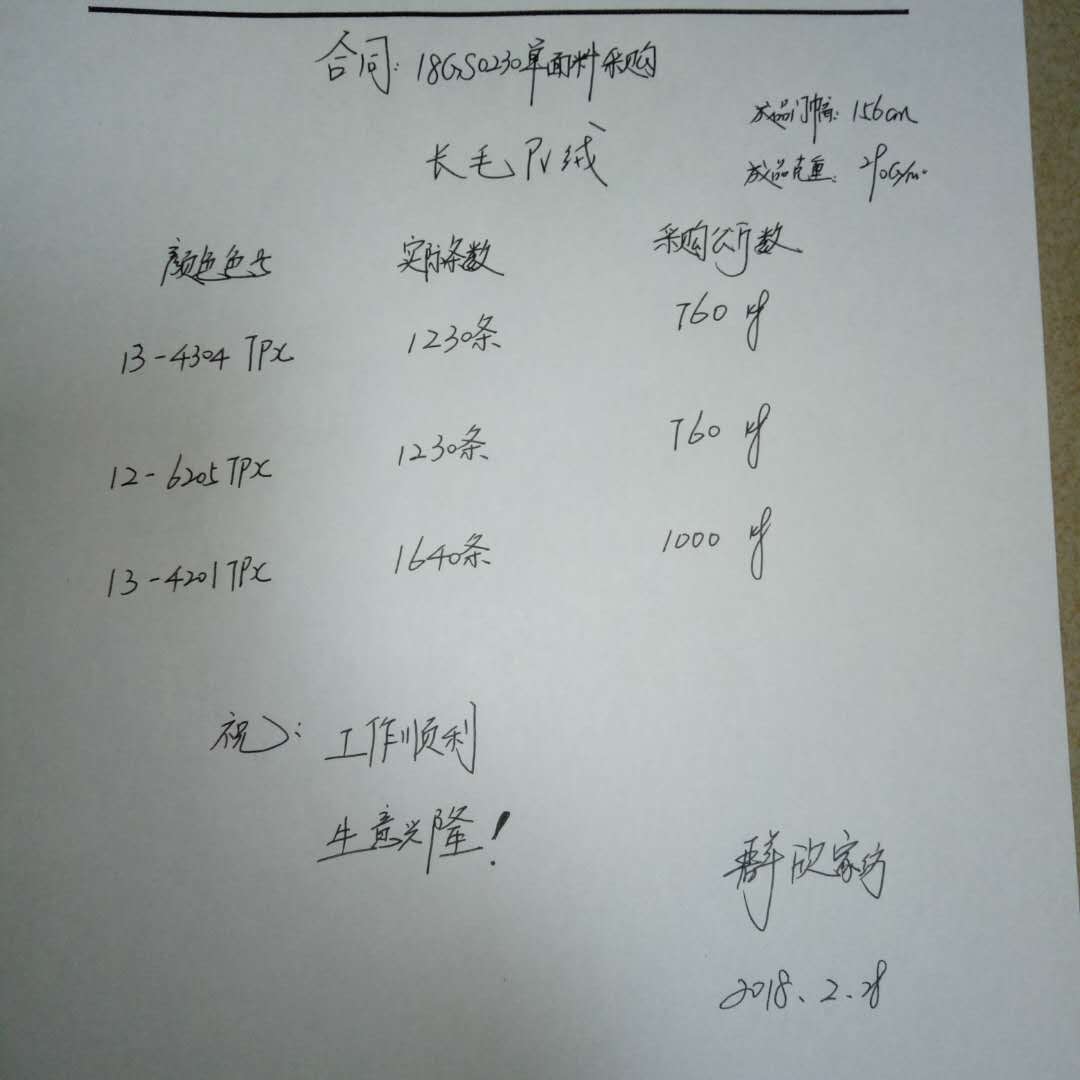 合同: 18GS0230单面料采购
成品门幅: 156cm
长毛PV绒
成品克重: 290G/m²
颜色色号 实际条数 采购公斤数
13-4304 TPX 1230条 760 kg
12-6205 TPX 1230条 760 kg
13-4201 TPX 1640条 1000 kg
祝: 工作顺利
生意兴隆!
群欣家纺
2018.2.28